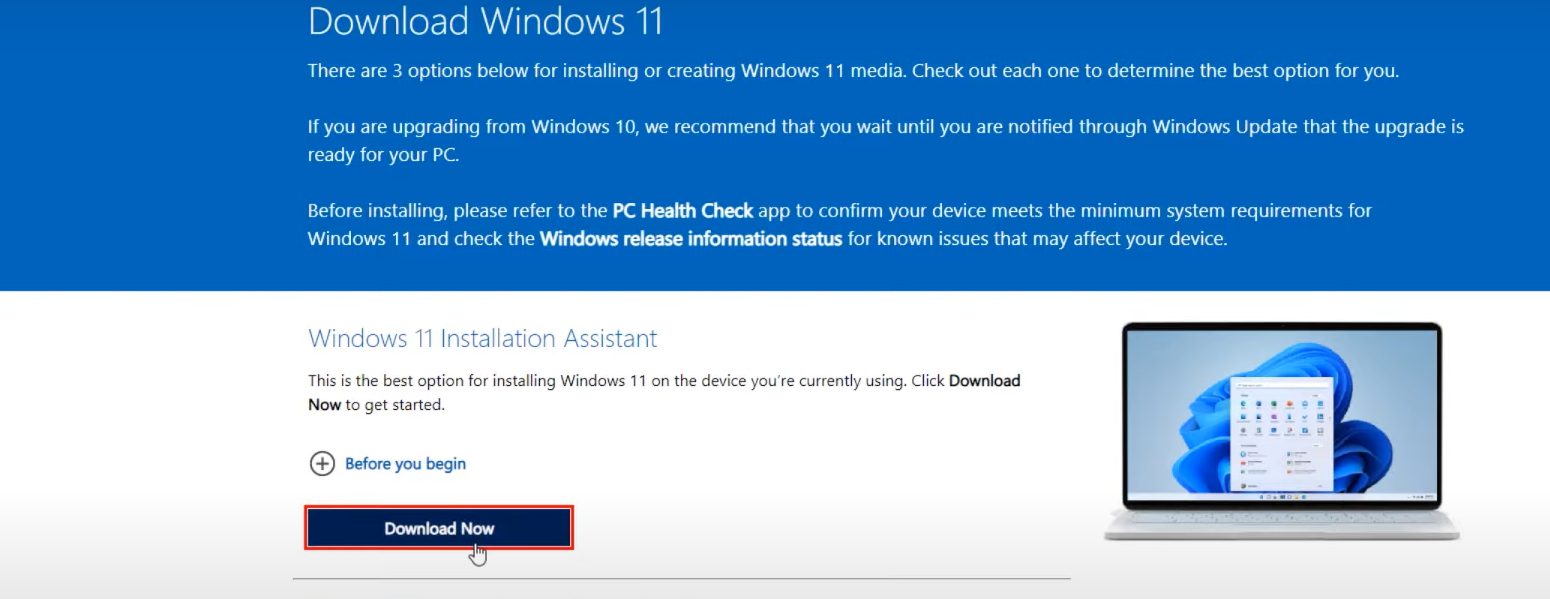 Download Windows 11
There are 3 options below for installing or creating Windows 11 media. Check out each one to determine the best option for you.
If you are upgrading from Windows 10, we recommend that you wait until you are notified through Windows Update that the upgrade is
ready for your PC.
Before installing, please refer to the PC Health Check app to confirm your device meets the minimum system requirements for
Windows 11 and check the Windows release information status for known issues that may affect your device.
Windows 11 Installation Assistant
This is the best option for installing Windows 11 on the device you're currently using. Click Download
Now to get started.
Before you begin
Download Now